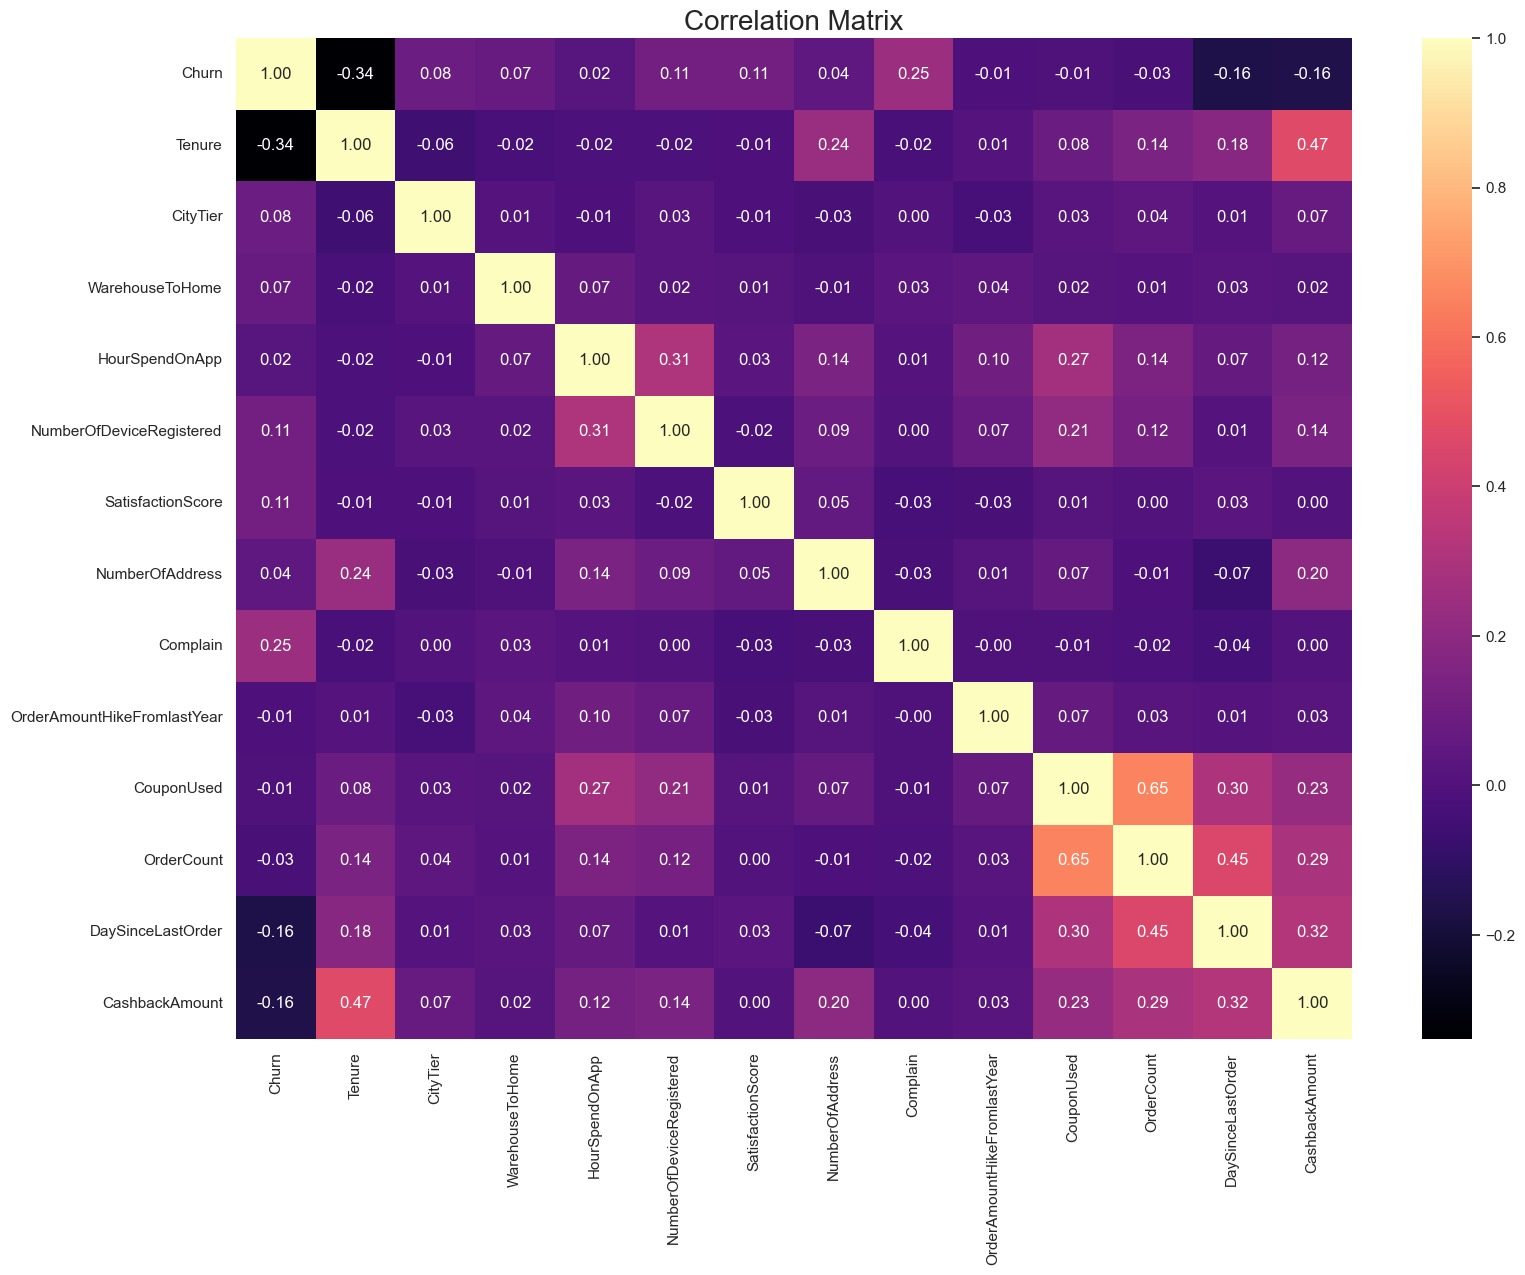 Correlation Matrix
Churn 1.00 -0.34 0.08 0.07 0.02 0.11 0.11 0.04 0.25 -0.01 -0.01 -0.03 -0.16 -0.16
Tenure -0.34 1.00 -0.06 -0.02 -0.02 -0.02 -0.01 0.24 -0.02 0.01 0.08 0.14 0.18 0.47
CityTier 0.08 -0.06 1.00 0.01 -0.01 0.03 -0.01 -0.03 0.00 -0.03 0.03 0.04 0.01 0.07
WarehouseToHome 0.07 -0.02 0.01 1.00 0.07 0.02 0.01 -0.01 0.03 0.04 0.02 0.01 0.03 0.02
HourSpendOnApp 0.02 -0.02 -0.01 0.07 1.00 0.31 0.03 0.14 0.01 0.10 0.27 0.14 0.07 0.12
NumberOfDeviceRegistered 0.11 -0.02 0.03 0.02 0.31 1.00 -0.02 0.09 0.00 0.07 0.21 0.12 0.01 0.14
SatisfactionScore 0.11 -0.01 -0.01 0.01 0.03 -0.02 1.00 0.05 -0.03 -0.03 0.01 0.00 0.03 0.00
NumberOfAddress 0.04 0.24 -0.03 -0.01 0.14 0.09 0.05 1.00 -0.03 0.01 0.07 -0.01 -0.07 0.20
Complain 0.25 -0.02 0.00 0.03 0.01 0.00 -0.03 -0.03 1.00 -0.00 -0.01 -0.02 -0.04 0.00
OrderAmountHikeFromlastYear -0.01 0.01 -0.03 0.04 0.10 0.07 -0.03 0.01 -0.00 1.00 0.07 0.03 0.01 0.03
CouponUsed -0.01 0.08 0.03 0.02 0.27 0.21 0.01 0.07 -0.01 0.07 1.00 0.65 0.30 0.23
OrderCount -0.03 0.14 0.04 0.01 0.14 0.12 0.00 -0.01 -0.02 0.03 0.65 1.00 0.45 0.29
DaySinceLastOrder -0.16 0.18 0.01 0.03 0.07 0.01 0.03 -0.07 -0.04 0.01 0.30 0.45 1.00 0.32
CashbackAmount -0.16 0.47 0.07 0.02 0.12 0.14 0.00 0.20 0.00 0.03 0.23 0.29 0.32 1.00
Churn
Tenure
CityTier
WarehouseToHome
HourSpendOnApp
NumberOfDeviceRegistered
SatisfactionScore
NumberOfAddress
Complain
OrderAmountHikeFromlastYear
CouponUsed
OrderCount
DaySinceLastOrder
CashbackAmount
1.0
0.8
0.6
0.4
0.2
0.0
−0.2